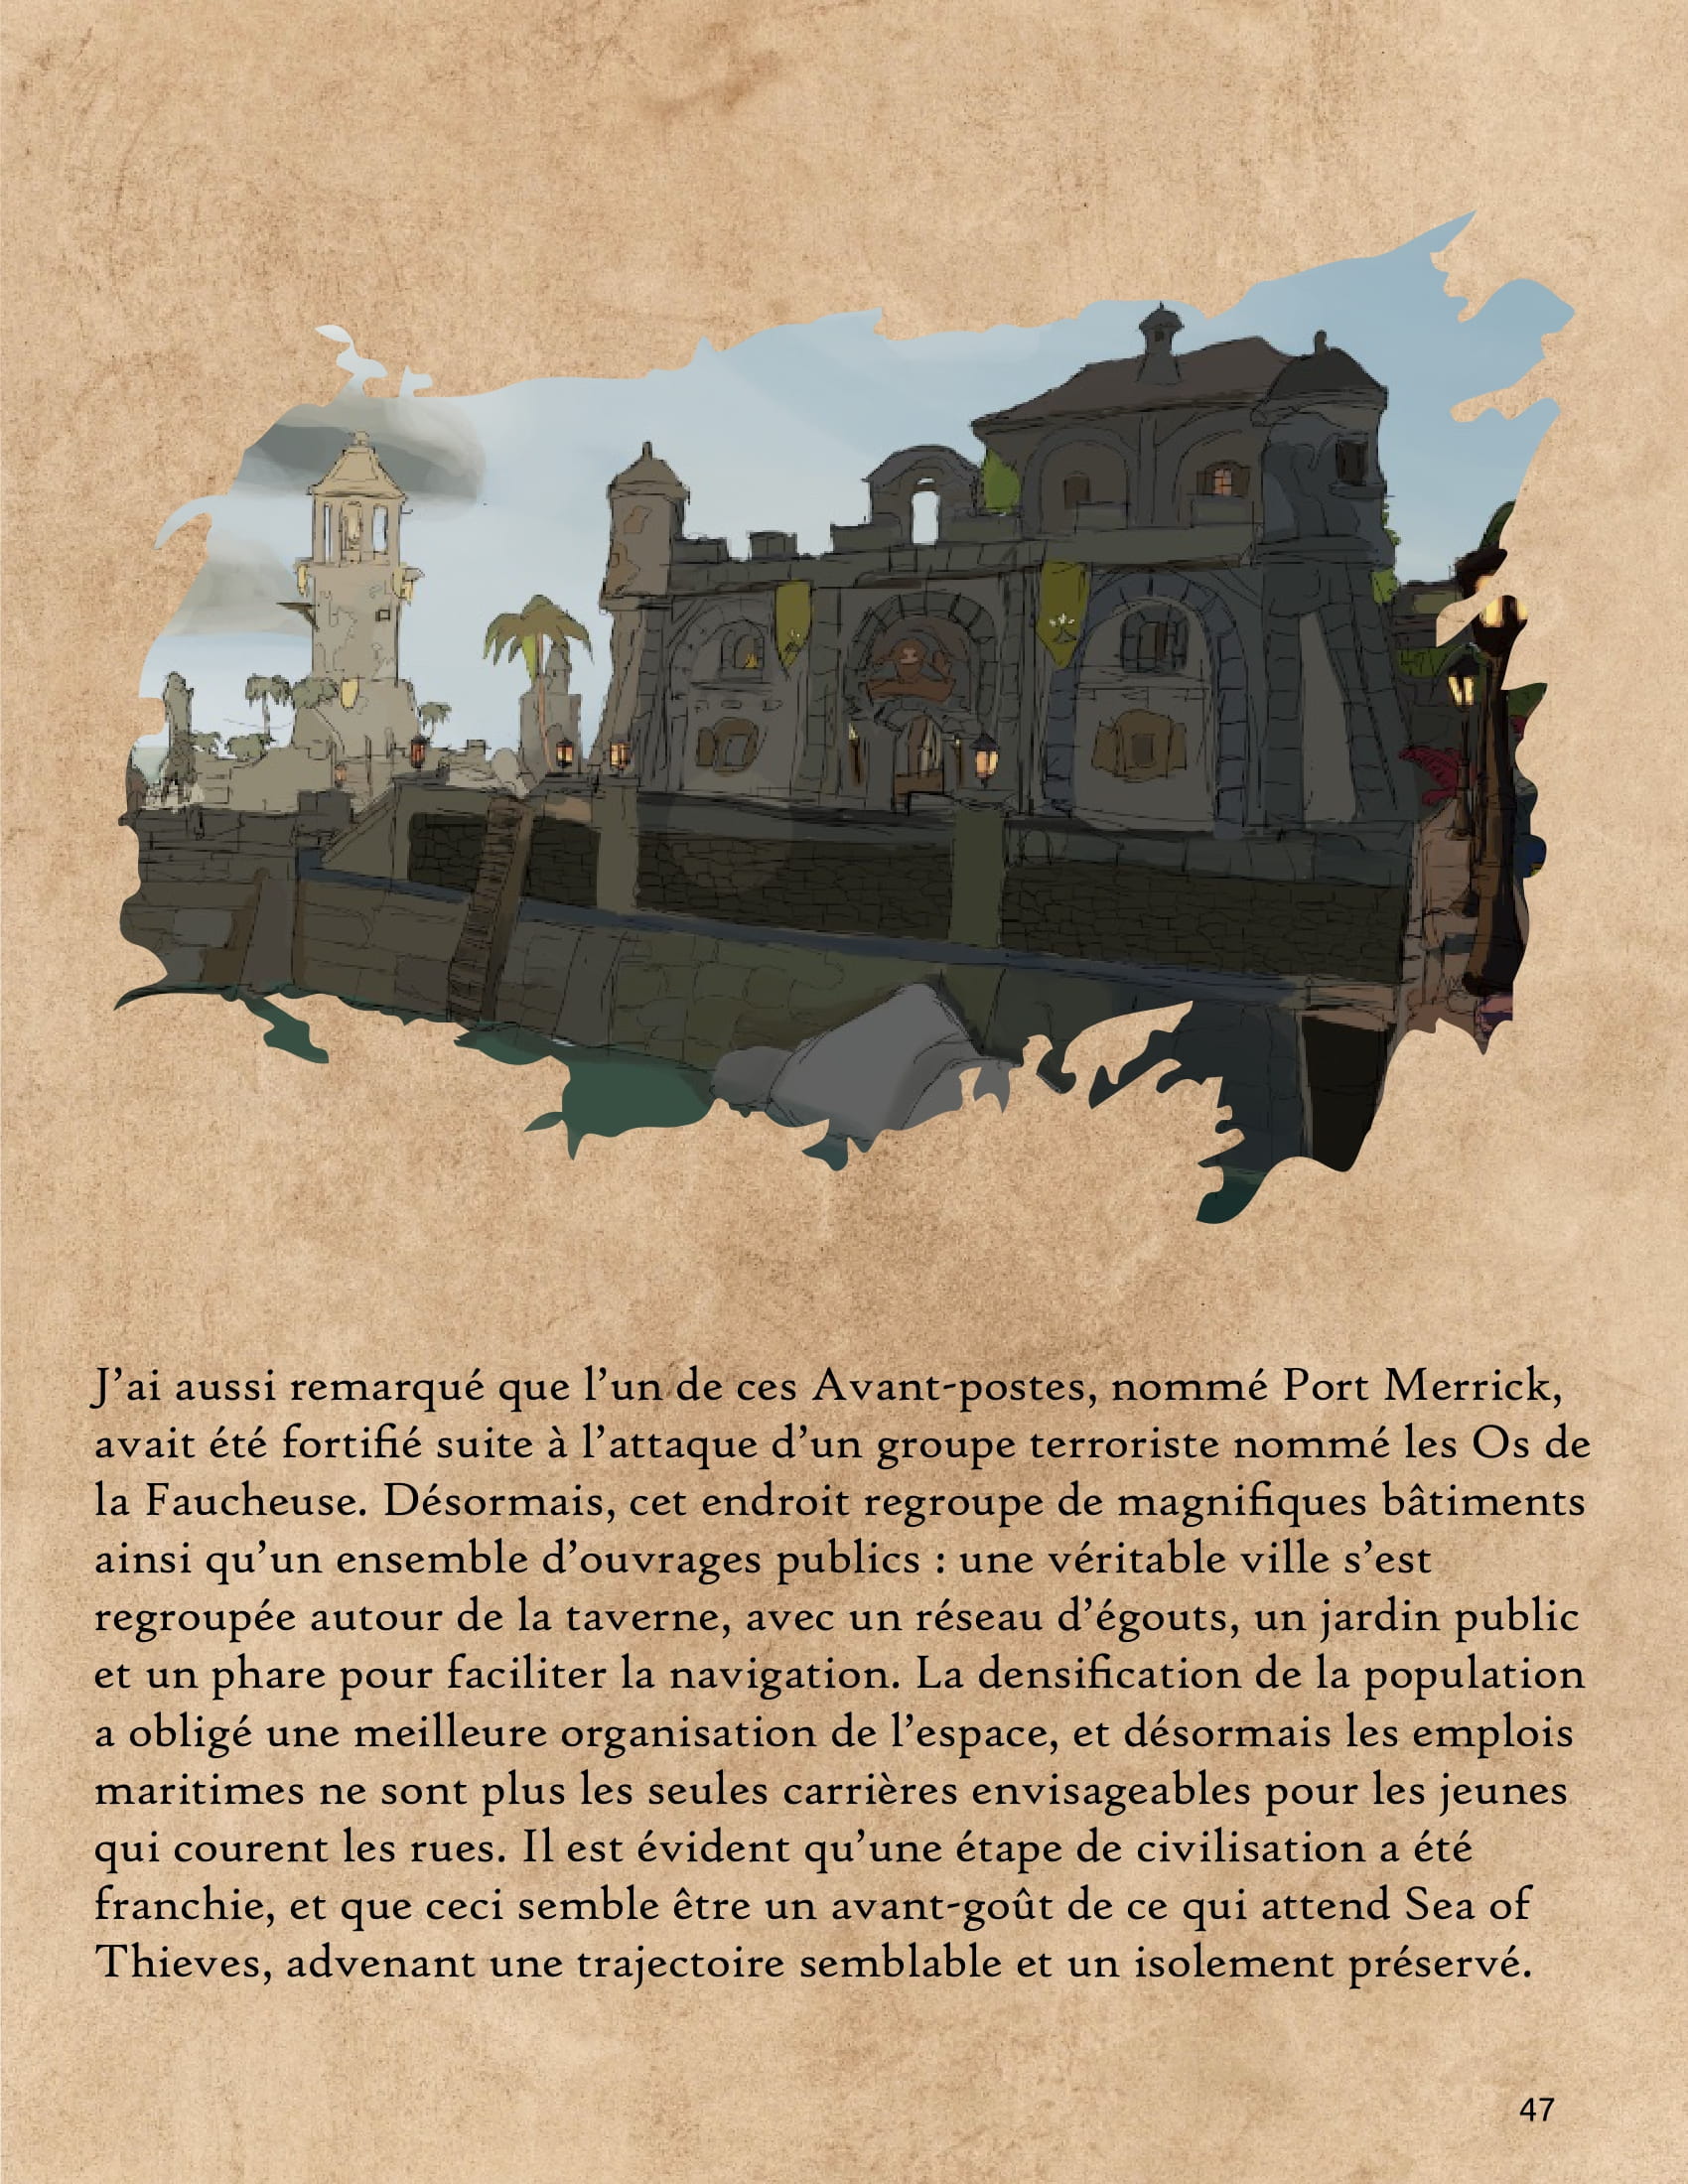 J’ai aussi remarqué que l’un de ces Avant-postes, nommé Port Merrick,
avait été fortifié suite à l’attaque d’un groupe terroriste nommé les Os de
la Faucheuse. Désormais, cet endroit regroupe de magnifiques bâtiments
ainsi qu’un ensemble d’ouvrages publics : une véritable ville s’est
regroupée autour de la taverne, avec un réseau d’égouts, un jardin public
et un phare pour faciliter la navigation. La densification de la population
a obligé une meilleure organisation de l’espace, et désormais les emplois
maritimes ne sont plus les seules carrières envisageables pour les jeunes
qui courent les rues. Il est évident qu’une étape de civilisation a été
franchie, et que ceci semble être un avant-goût de ce qui attend Sea of
Thieves, advenant une trajectoire semblable et un isolement préservé.
47